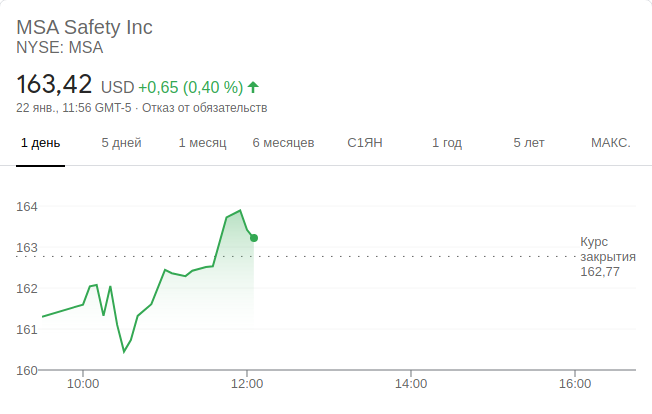 MSA Safety Inc
NYSE: MSA
163,42 USD +0,65 (0,40 %)
22 янв., 11:56 GMT-5 · Отказ от обязательств
1 день 5 дней 1 месяц 6 месяцев С1ЯН 1 год 5 лет МАКС.
164
163
Курс
закрытия
162,77
162
161
160
10:00 12:00 14:00 16:00